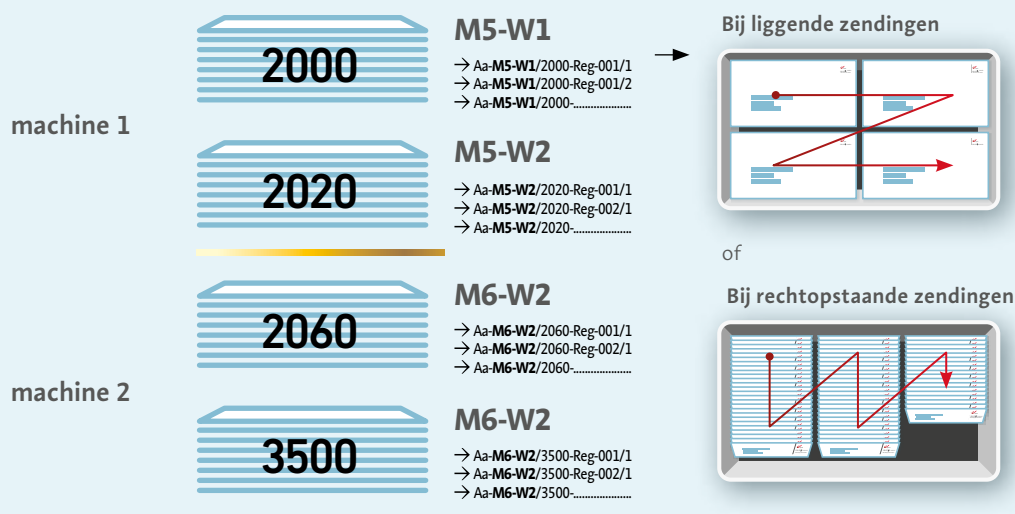 machine 1
2000
M5-W1
→ Aa-M5-W1/2000-Reg-001/1
→ Aa-M5-W1/2000-Reg-001/2
→ Aa-M5-W1/2000-....................
2020
M5-W2
→ Aa-M5-W2/2020-Reg-001/1
→ Aa-M5-W2/2020-Reg-002/1
→ Aa-M5-W2/2020-....................
machine 2
2060
M6-W2
→ Aa-M6-W2/2060-Reg-001/1
→ Aa-M6-W2/2060-Reg-002/1
→ Aa-M6-W2/2060-....................
3500
M6-W2
→ Aa-M6-W2/3500-Reg-001/1
→ Aa-M6-W2/3500-Reg-002/1
→ Aa-M6-W2/3500-....................
Bij liggende zendingen
of
Bij rechtopstaande zendingen